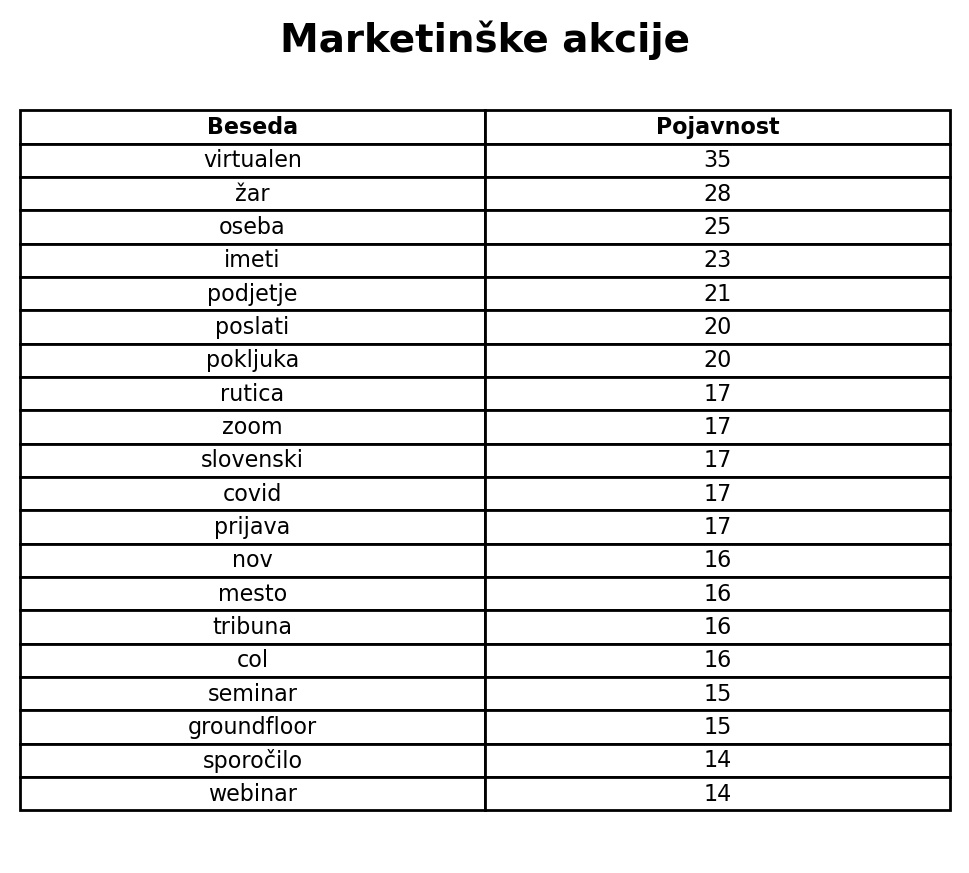 Marketinške akcije
Beseda Pojavnost
virtualen 35
žar 28
oseba 25
imeti 23
podjetje 21
poslati 20
pokljuka 20
rutica 17
zoom 17
slovenski 17
covid 17
prijava 17
nov 16
mesto 16
tribuna 16
col 16
seminar 15
groundfloor 15
sporočilo 14
webinar 14